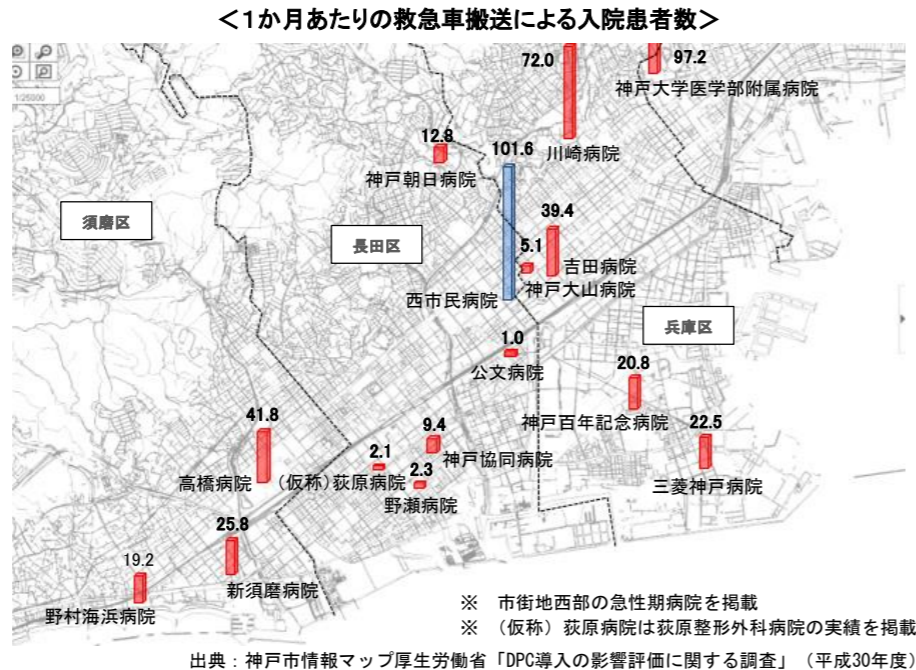 ＜1か月あたりの救急車搬送による入院患者数＞
1/25000
72.0
97.2
神戸大学医学部附属病院
12.8
101.6
川崎病院
神戸朝日病院
須磨区
39.4
長田区
5.1
吉田病院
神戸大山病院
西市民病院
兵庫区
1.0
公文病院
20.8
41.8
神戸百年記念病院
9.4
22.5
2.1
神戸協同病院
高橋病院
(仮称)荻原病院
2.3
三菱神戸病院
野瀬病院
25.8
19.2
新須磨病院
野村海浜病院
※　市街地西部の急性期病院を掲載
※　（仮称）荻原病院は荻原整形外科病院の実績を掲載
出典：神戸市情報マップ厚生労働省「DPC導入の影響評価に関する調査」（平成30年度）